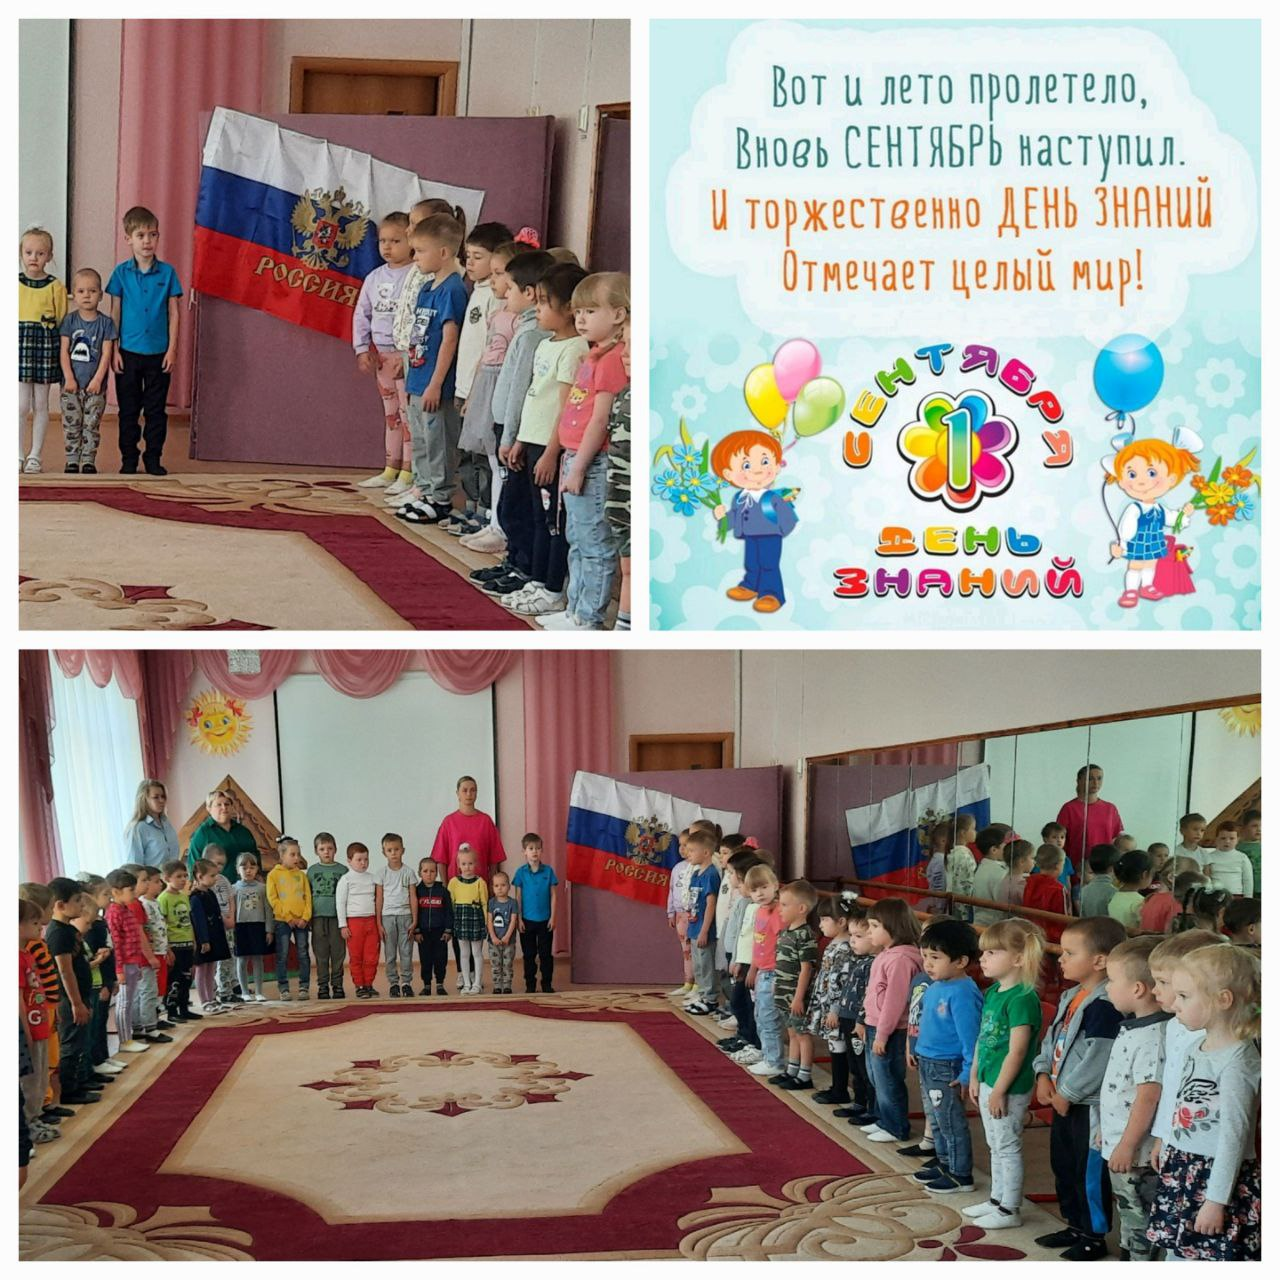 РОССИЯ
Вот и лето пролетело,
Вновь СЕНТЯБРЬ наступил.
И торжественно ДЕНЬ ЗНАНИЙ
Отмечает целый мир!
СЕНТЯБРЯ
1
ДЕНЬ
ЗНАНИЙ
РОССИЯ